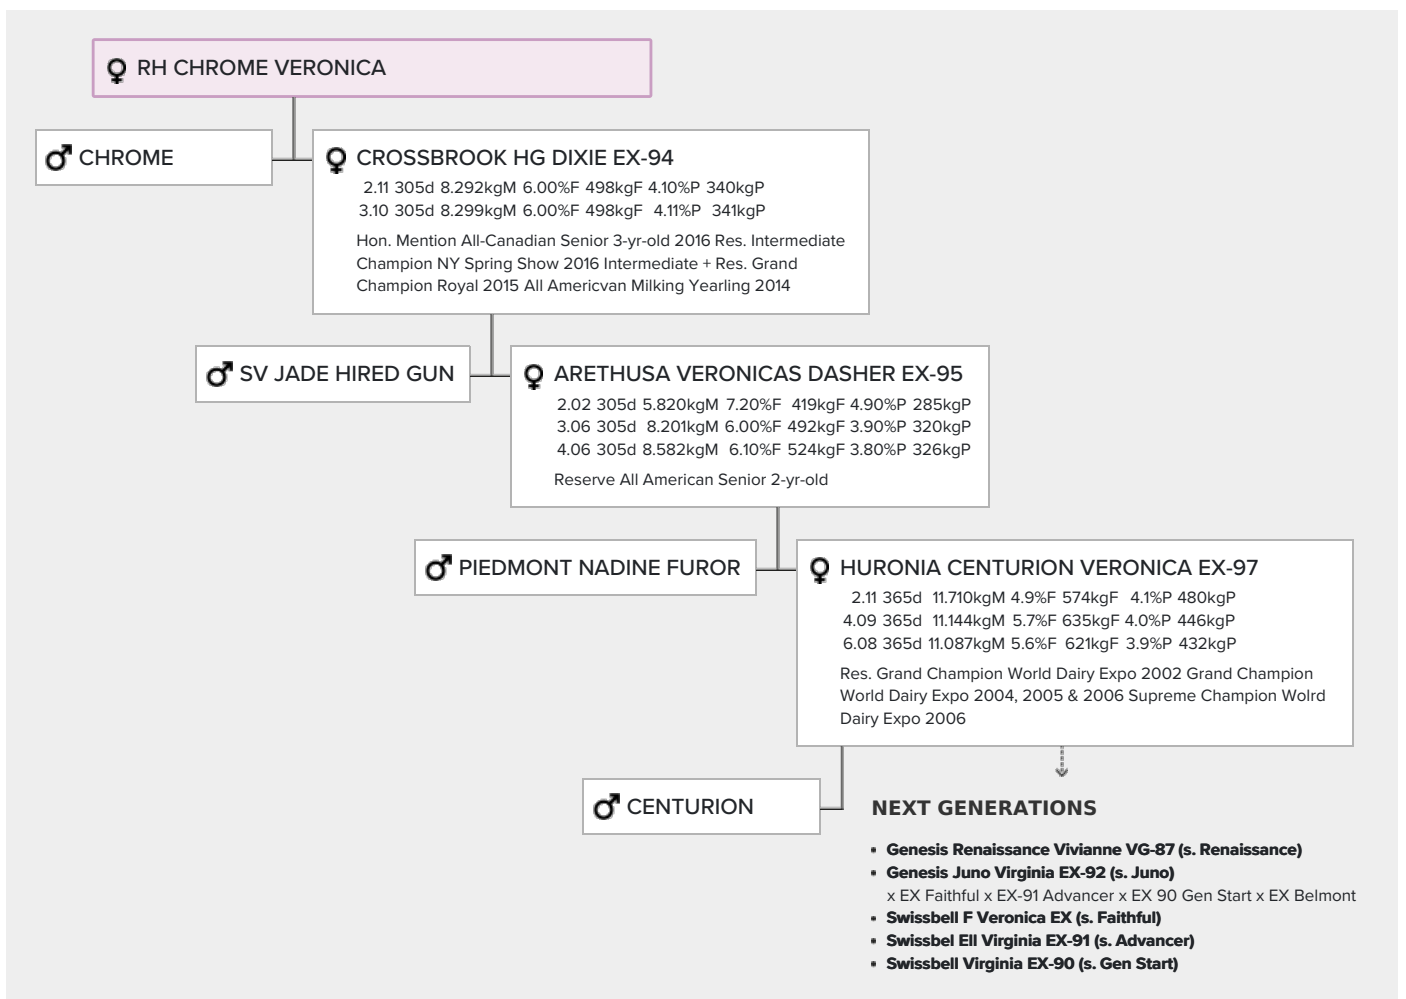 RH CHROME VERONICA
CHROME
CROSSBROOK HG DIXIE EX-94
2.11 305d 8.292kgM 6.00%F 498kgF 4.10%P 340kgP
3.10 305d 8.299kgM 6.00%F 498kgF 4.11%P 341kgP
Hon. Mention All-Canadian Senior 3-yr-old 2016 Res. Intermediate
Champion NY Spring Show 2016 Intermediate + Res. Grand
Champion Royal 2015 All Americvan Milking Yearling 2014
SV JADE HIRED GUN
ARETHUSA VERONICAS DASHER EX-95
2.02 305d 5.820kgM 7.20%F 419kgF 4.90%P 285kgP
3.06 305d 8.201kgM 6.00%F 492kgF 3.90%P 320kgP
4.06 305d 8.582kgM 6.10%F 524kgF 3.80%P 326kgP
Reserve All American Senior 2-yr-old
PIEDMONT NADINE FUROR
HURONIA CENTURION VERONICA EX-97
2.11 365d 11.710kgM 4.9%F 574kgF 4.1%P 480kgP
4.09 365d 11.144kgM 5.7%F 635kgF 4.0%P 446kgP
6.08 365d 11.087kgM 5.6%F 621kgF 3.9%P 432kgP
Res. Grand Champion World Dairy Expo 2002 Grand Champion
World Dairy Expo 2004, 2005 & 2006 Supreme Champion Wolrd
Dairy Expo 2006
CENTURION
NEXT GENERATIONS
• Genesis Renaissance Vivianne VG-87 (s. Renaissance)
• Genesis Juno Virginia EX-92 (s. Juno)
x EX Faithful x EX-91 Advancer x EX 90 Gen Start x EX Belmont
• Swissbell F Veronica EX (s. Faithful)
• Swissbel Ell Virginia EX-91 (s. Advancer)
• Swissbell Virginia EX-90 (s. Gen Start)